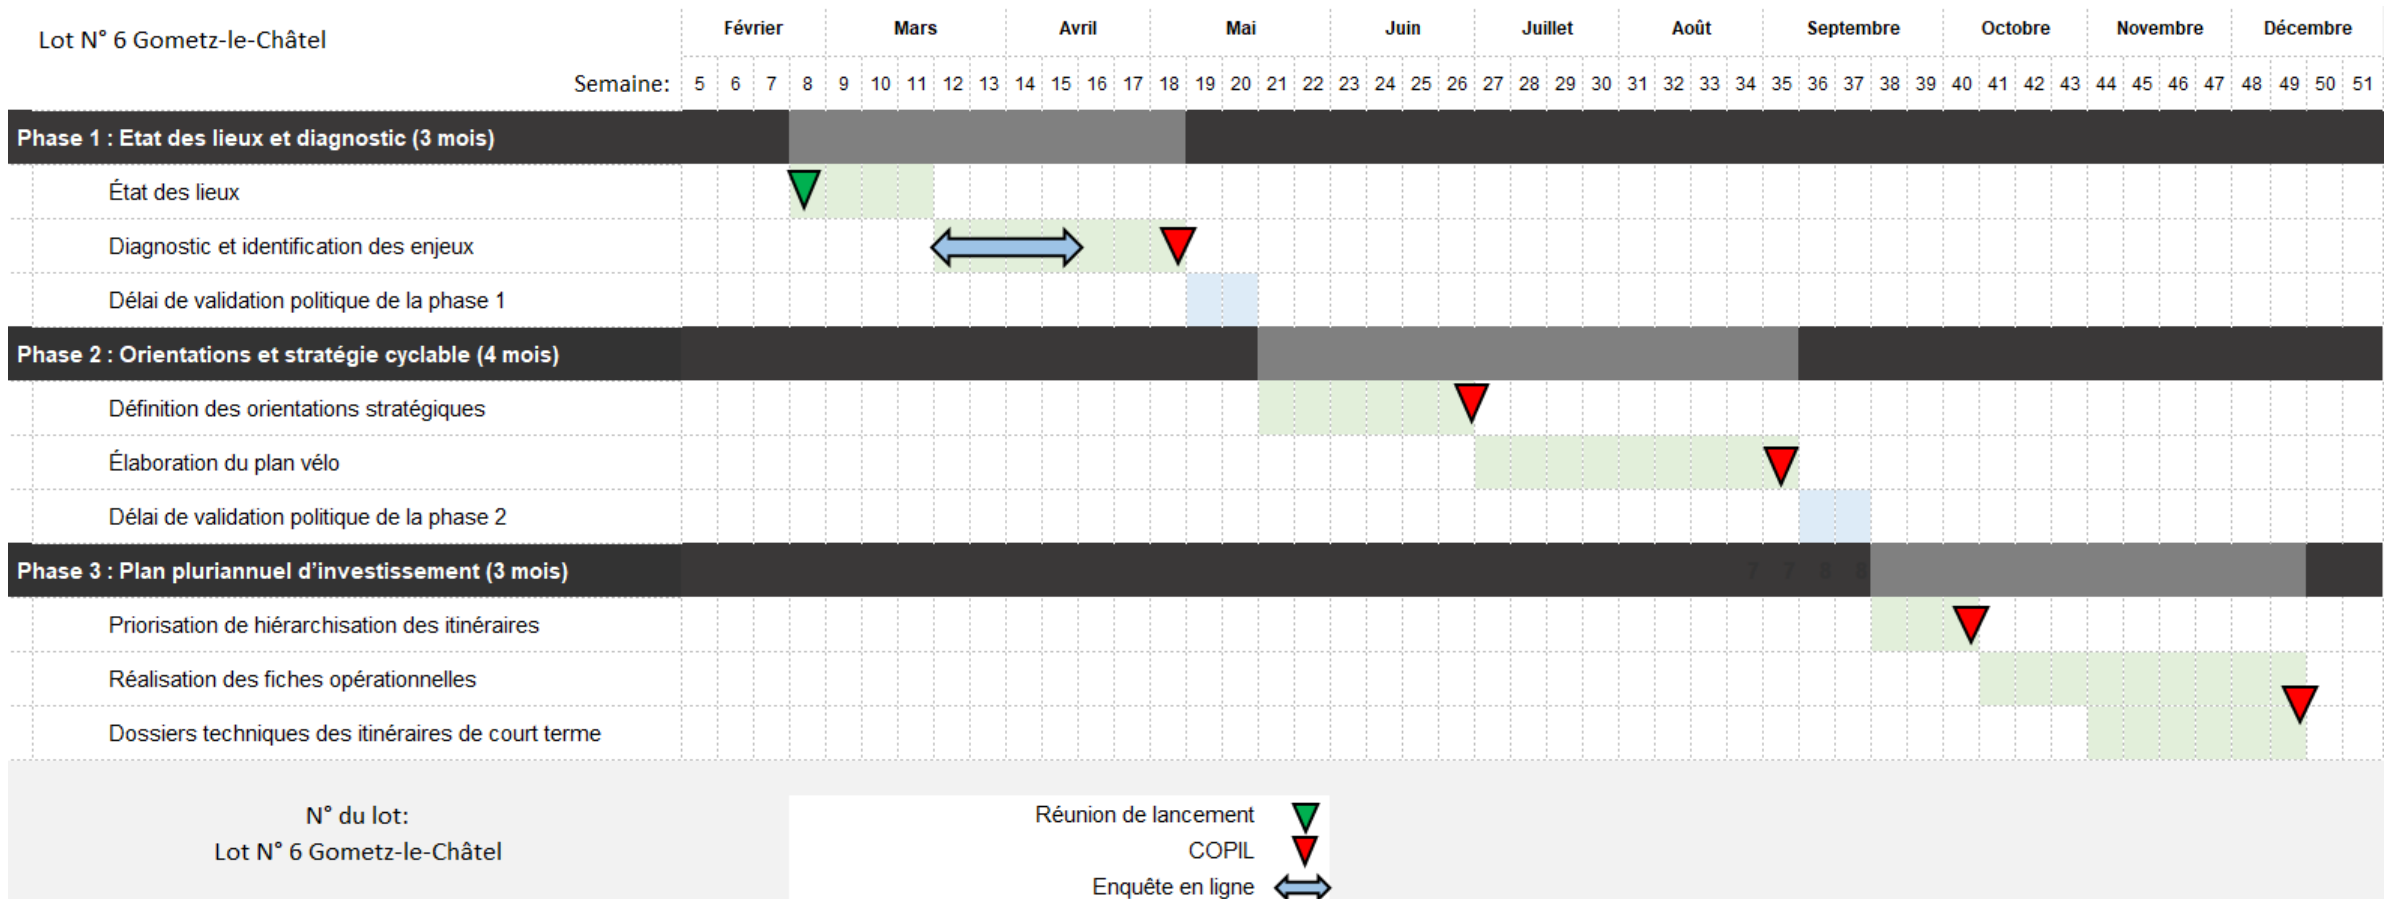 Lot N° 6 Gometz-le-Châtel
Février Mars Avril Mai Juin Juillet Août Septembre Octobre Novembre Décembre
Semaine: 5 6 7 8 9 10 11 12 13 14 15 16 17 18 19 20 21 22 23 24 25 26 27 28 29 30 31 32 33 34 35 36 37 38 39 40 41 42 43 44 45 46 47 48 49 50 51
Phase 1 : Etat des lieux et diagnostic (3 mois)
État des lieux
Diagnostic et identification des enjeux
Délai de validation politique de la phase 1
Phase 2 : Orientations et stratégie cyclable (4 mois)
Définition des orientations stratégiques
Élaboration du plan vélo
Délai de validation politique de la phase 2
Phase 3 : Plan pluriannuel d’investissement (3 mois) 7 7 8 8
Priorisation de hiérarchisation des itinéraires
Réalisation des fiches opérationnelles
Dossiers techniques des itinéraires de court terme
N° du lot:
Lot N° 6 Gometz-le-Châtel
Réunion de lancement
COPIL
Enquête en ligne